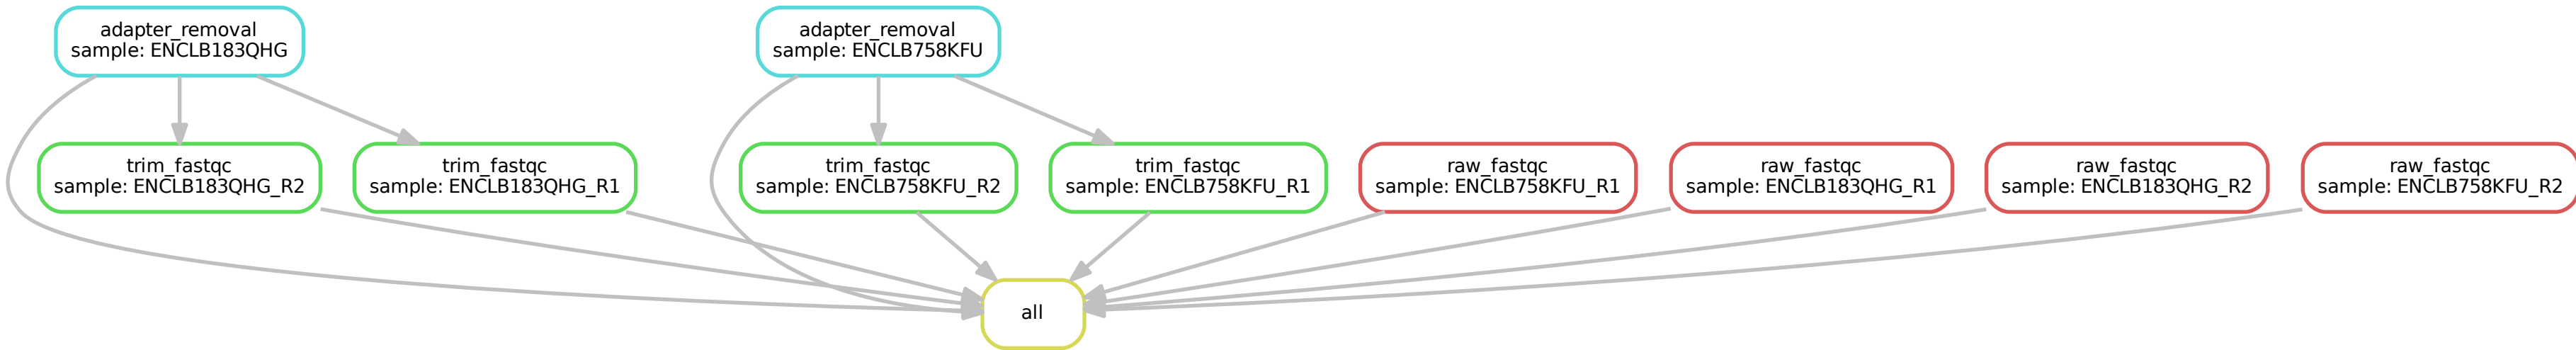 adapter_removal
sample: ENCLB183QHG
adapter_removal
sample: ENCLB758KFU
trim_fastqc
sample: ENCLB183QHG_R2
trim_fastqc
sample: ENCLB183QHG_R1
trim_fastqc
sample: ENCLB758KFU_R2
trim_fastqc
sample: ENCLB758KFU_R1
raw_fastqc
sample: ENCLB758KFU_R1
raw_fastqc
sample: ENCLB183QHG_R1
raw_fastqc
sample: ENCLB183QHG_R2
raw_fastqc
sample: ENCLB758KFU_R2
all